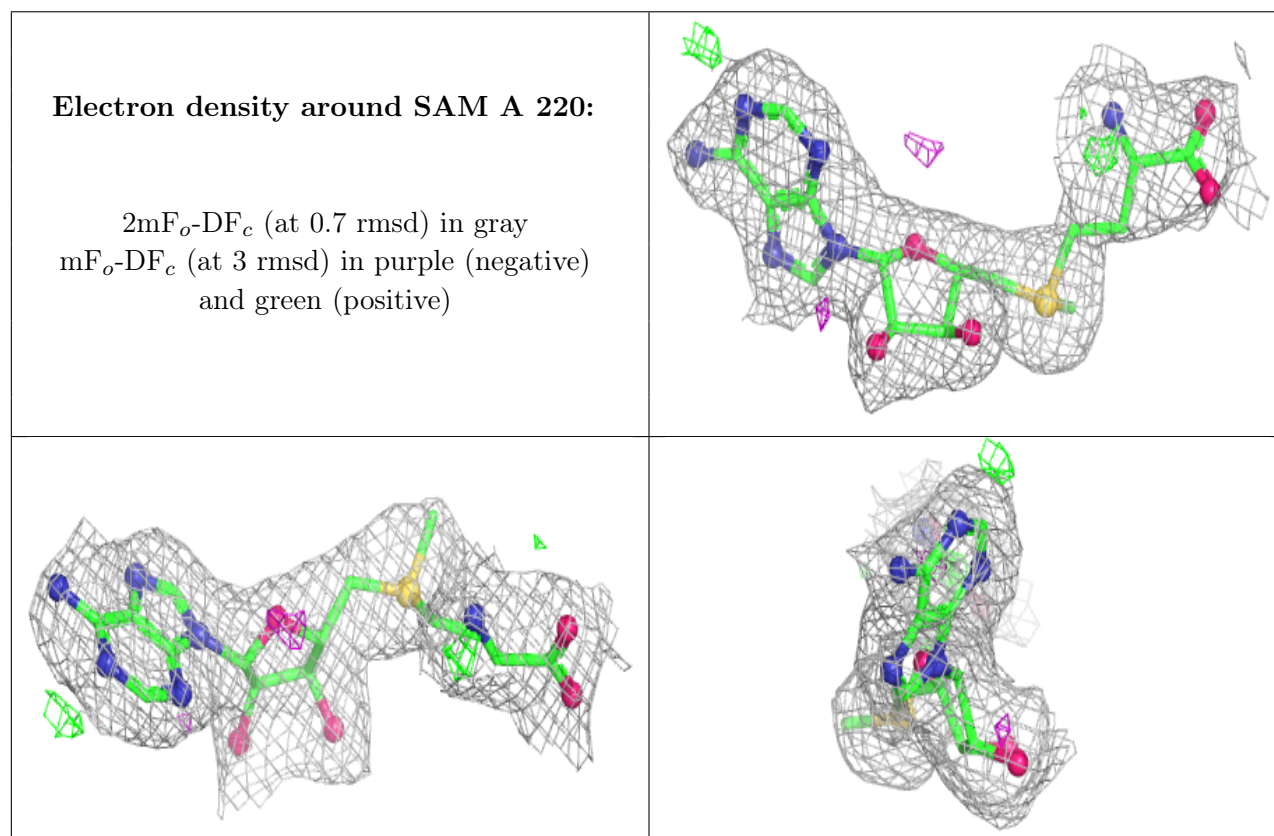 Electron density around SAM A 220:
2mFₒ-DF𝒸 (at 0.7 rmsd) in gray
mFₒ-DF𝒸 (at 3 rmsd) in purple (negative)
and green (positive)